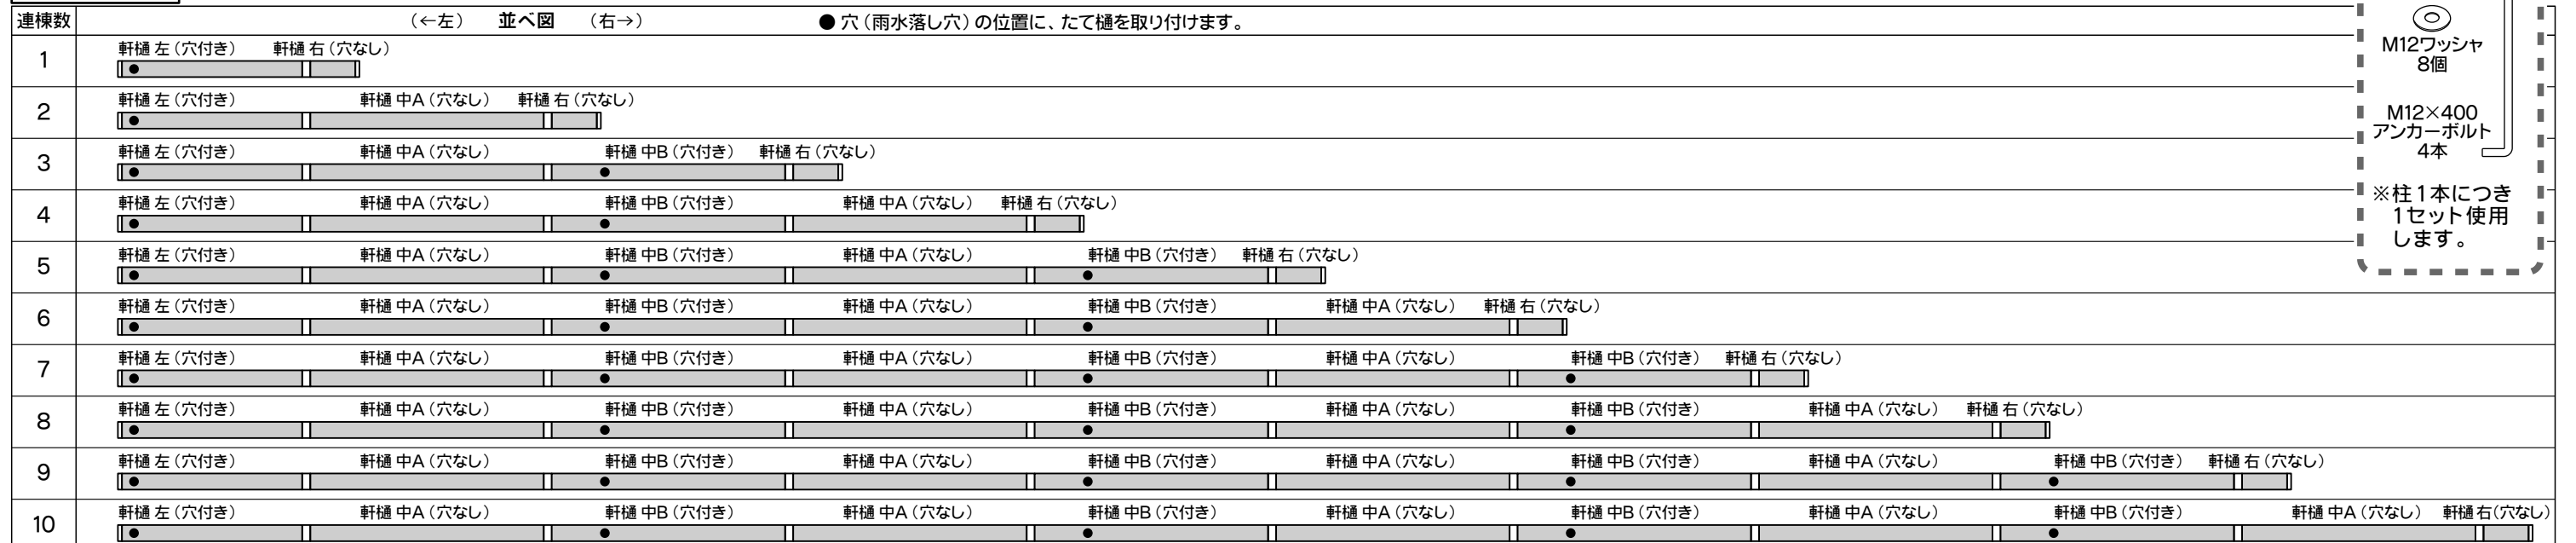 連棟数 （←左） 並べ図 （右→） ● 穴（雨水落し穴）の位置に、たて樋を取り付けます。
1 軒樋 左（穴付き） 軒樋 右（穴なし）
2 軒樋 左（穴付き） 軒樋 中A（穴なし） 軒樋 右（穴なし）
3 軒樋 左（穴付き） 軒樋 中A（穴なし） 軒樋 中B（穴付き） 軒樋 右（穴なし）
4 軒樋 左（穴付き） 軒樋 中A（穴なし） 軒樋 中B（穴付き） 軒樋 中A（穴なし） 軒樋 右（穴なし）
5 軒樋 左（穴付き） 軒樋 中A（穴なし） 軒樋 中B（穴付き） 軒樋 中A（穴なし） 軒樋 中B（穴付き） 軒樋 右（穴なし）
6 軒樋 左（穴付き） 軒樋 中A（穴なし） 軒樋 中B（穴付き） 軒樋 中A（穴なし） 軒樋 中B（穴付き） 軒樋 中A（穴なし） 軒樋 右（穴なし）
7 軒樋 左（穴付き） 軒樋 中A（穴なし） 軒樋 中B（穴付き） 軒樋 中A（穴なし） 軒樋 中B（穴付き） 軒樋 中A（穴なし） 軒樋 中B（穴付き） 軒樋 右（穴なし）
8 軒樋 左（穴付き） 軒樋 中A（穴なし） 軒樋 中B（穴付き） 軒樋 中A（穴なし） 軒樋 中B（穴付き） 軒樋 中A（穴なし） 軒樋 中B（穴付き） 軒樋 中A（穴なし） 軒樋 右（穴なし）
9 軒樋 左（穴付き） 軒樋 中A（穴なし） 軒樋 中B（穴付き） 軒樋 中A（穴なし） 軒樋 中B（穴付き） 軒樋 中A（穴なし） 軒樋 中B（穴付き） 軒樋 中A（穴なし） 軒樋 中B（穴付き） 軒樋 右（穴なし）
10 軒樋 左（穴付き） 軒樋 中A（穴なし） 軒樋 中B（穴付き） 軒樋 中A（穴なし） 軒樋 中B（穴付き） 軒樋 中A（穴なし） 軒樋 中B（穴付き） 軒樋 中A（穴なし） 軒樋 中B（穴付き） 軒樋 中A（穴なし） 軒樋 右（穴なし）
M12ワッシャ
8個
M12×400
アンカーボルト
4本
※柱1本につき
1セット使用
します。